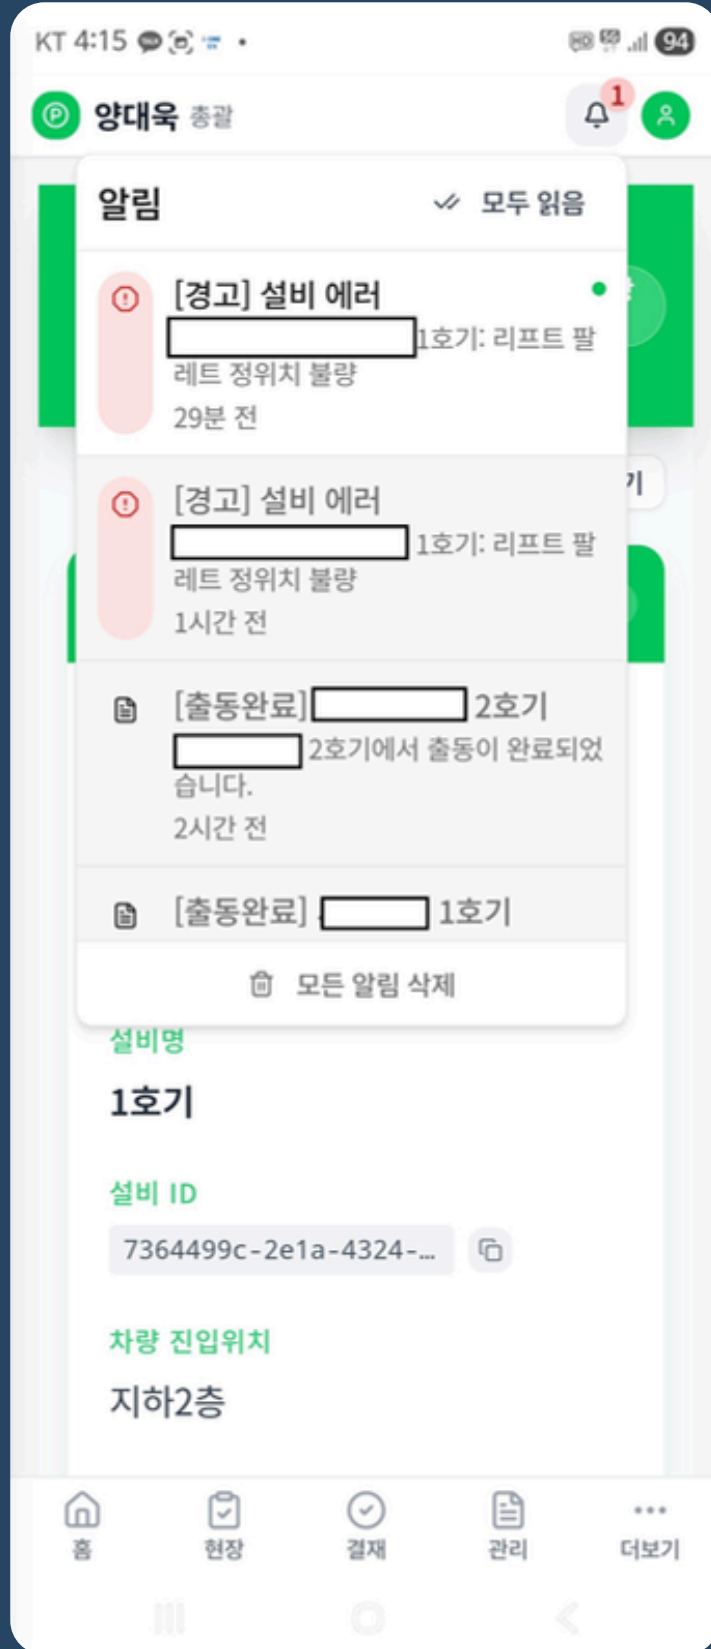 KT 4:15
94
양대욱 총괄
1
알림
모두 읽음
[경고] 설비 에러
1호기: 리프트 팔
레트 정위치 불량
29분 전
기
[경고] 설비 에러
1호기: 리프트 팔
레트 정위치 불량
1시간 전
[출동완료] 2호기
2호기에서 출동이 완료되었
습니다.
2시간 전
[출동완료] 1호기
모든 알림 삭제
설비명
1호기
설비 ID
7364499c-2e1a-4324-…
차량 진입위치
지하2층
홈 현장 결재 관리 더보기